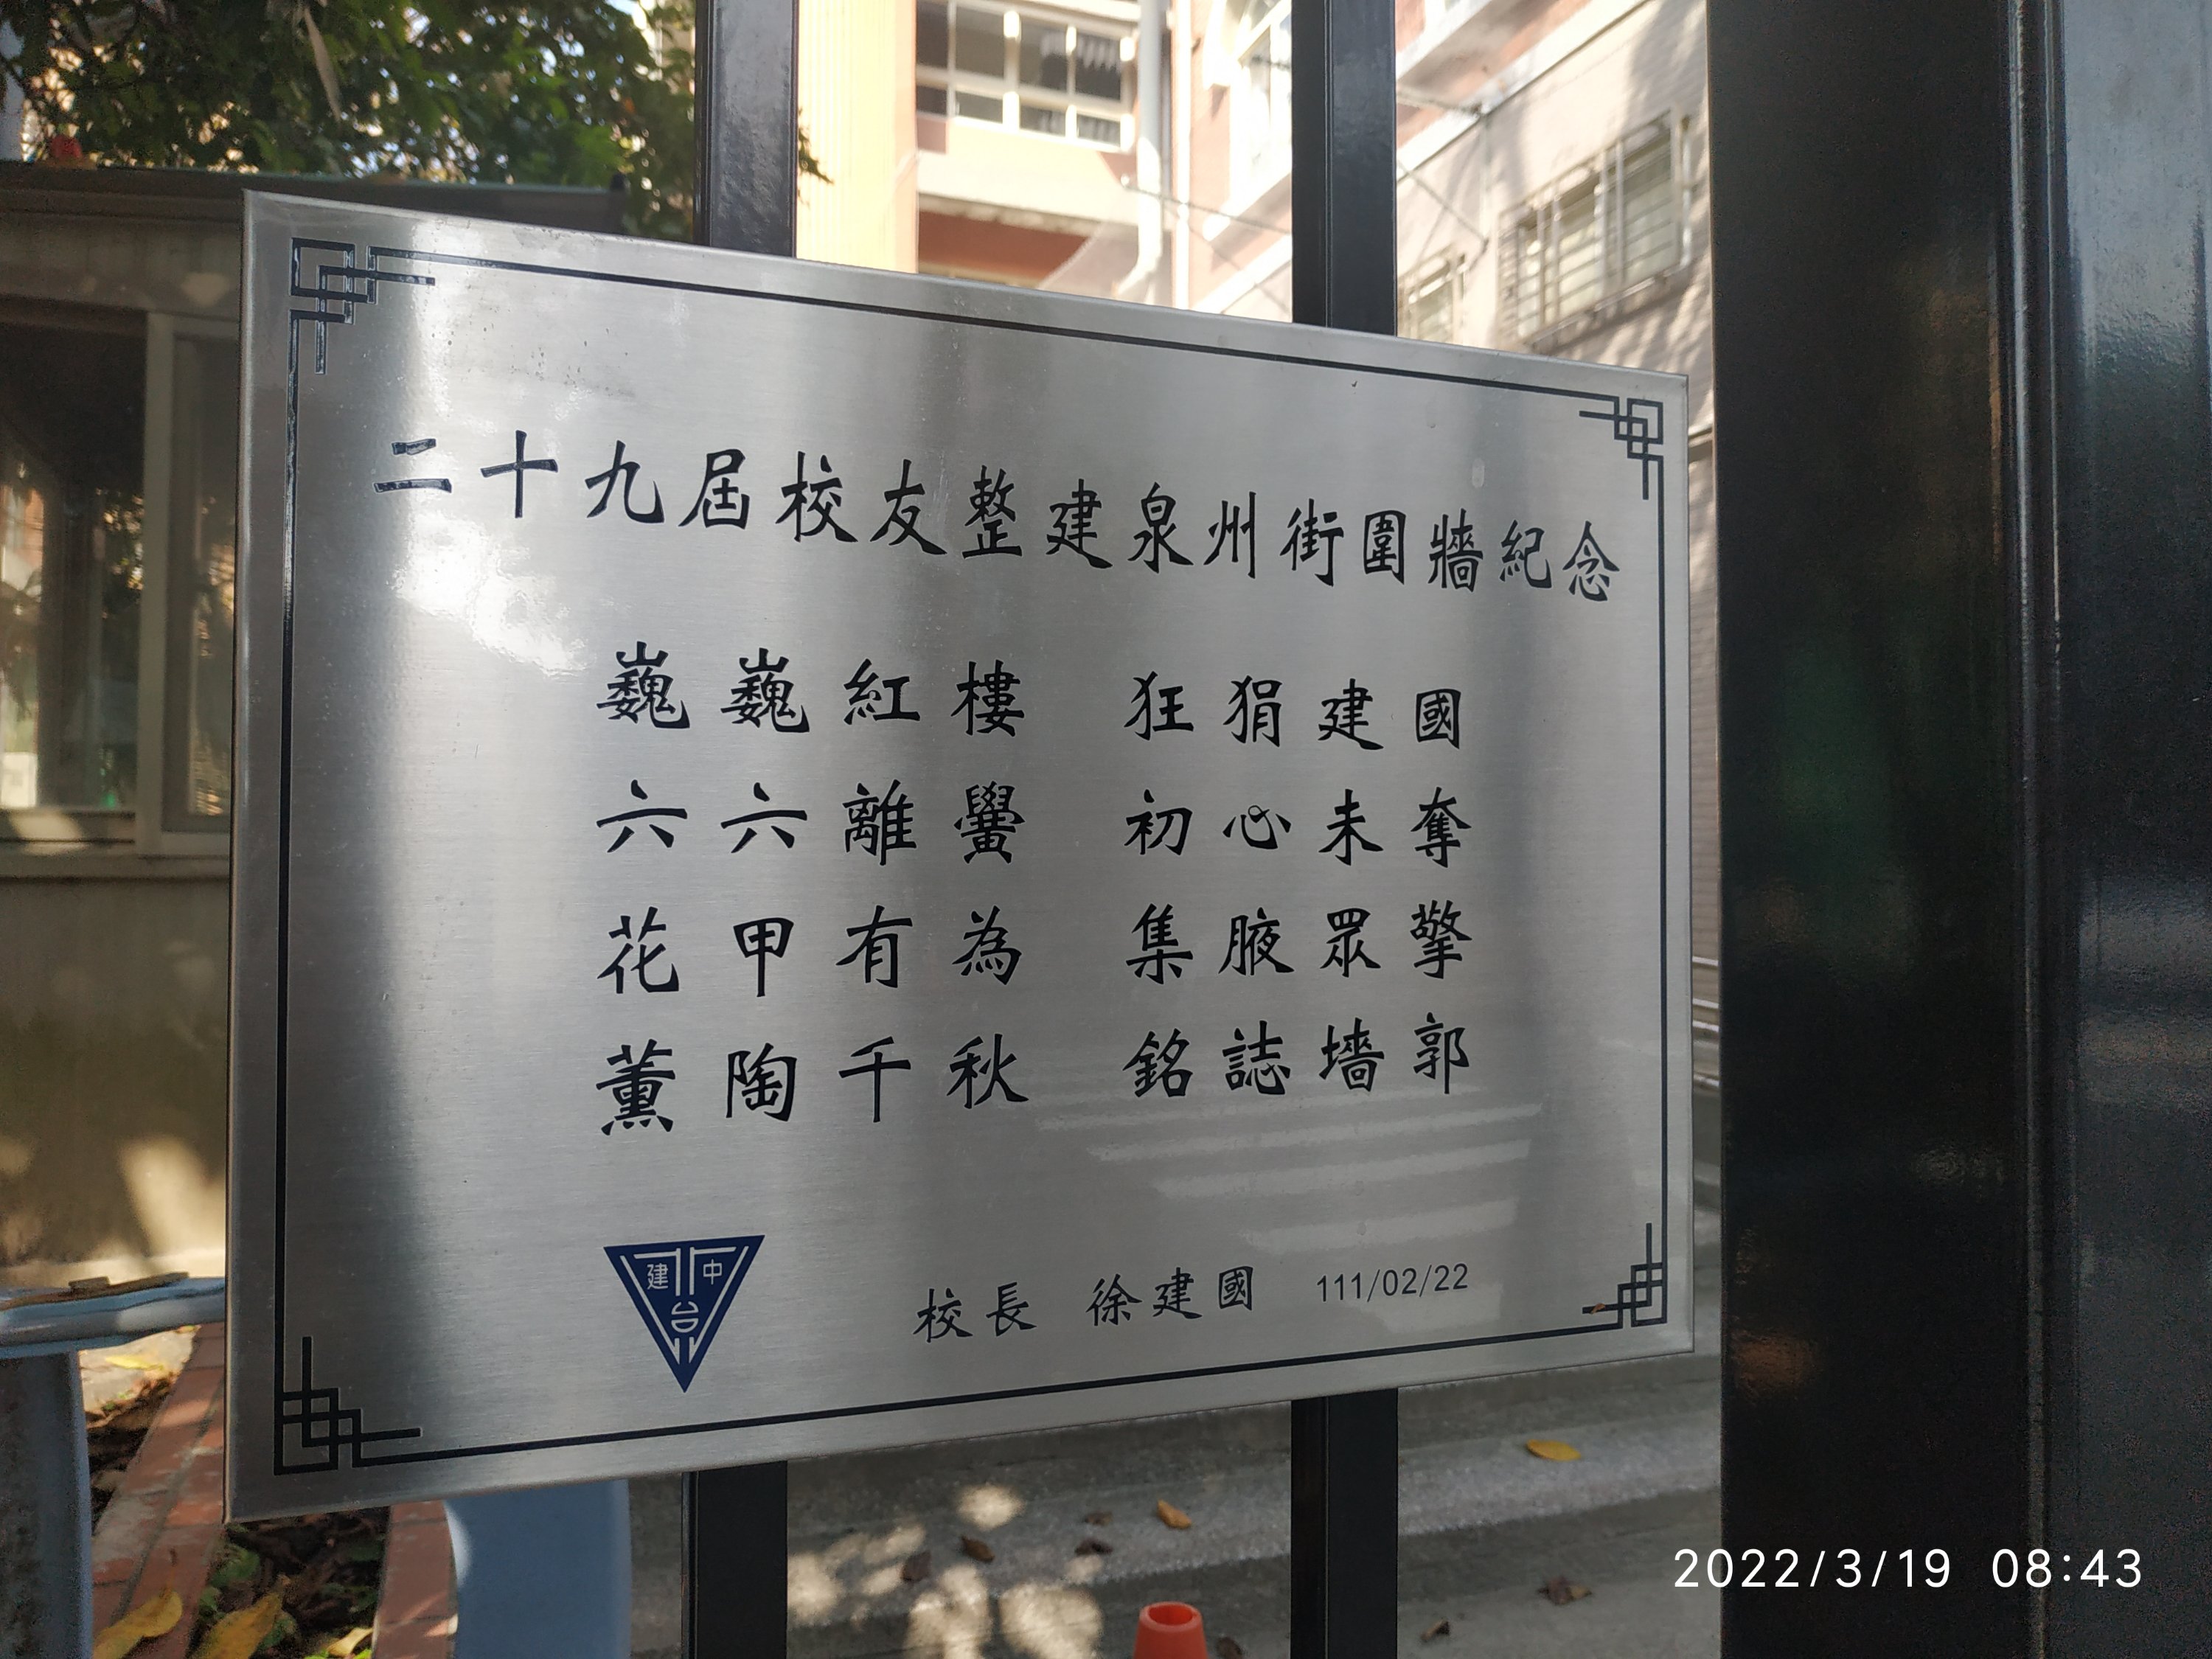 二十九屆校友整建泉州街圍牆紀念
巍巍紅樓 狂狷建國
六六離黌 初心未奪
花甲有為 集腋眾擎
薰陶千秋 銘誌墻郭
建中
校長 徐建國 111/02/22
2022/3/19 08:43